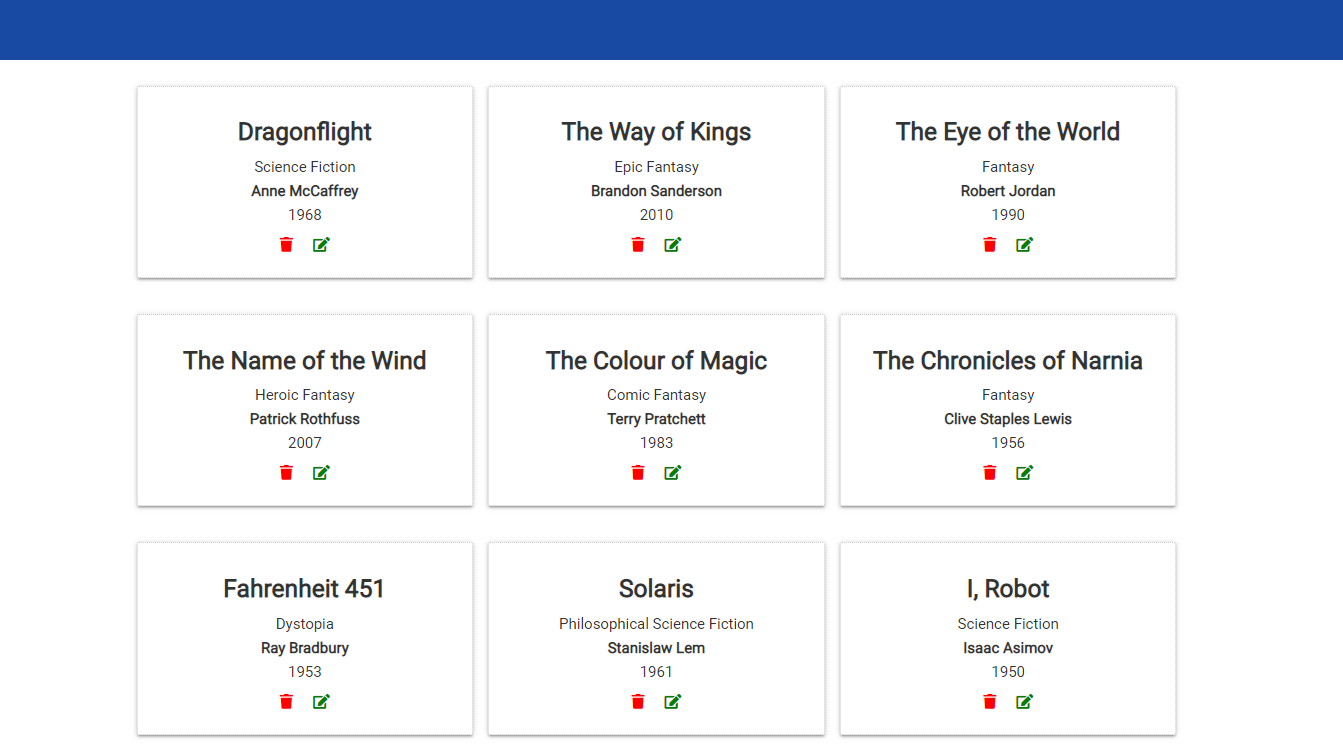 Dragonflight
Science Fiction
Anne McCaffrey
1968
The Way of Kings
Epic Fantasy
Brandon Sanderson
2010
The Eye of the World
Fantasy
Robert Jordan
1990
The Name of the Wind
Heroic Fantasy
Patrick Rothfuss
2007
The Colour of Magic
Comic Fantasy
Terry Pratchett
1983
The Chronicles of Narnia
Fantasy
Clive Staples Lewis
1956
Fahrenheit 451
Dystopia
Ray Bradbury
1953
Solaris
Philosophical Science Fiction
Stanislaw Lem
1961
I, Robot
Science Fiction
Isaac Asimov
1950